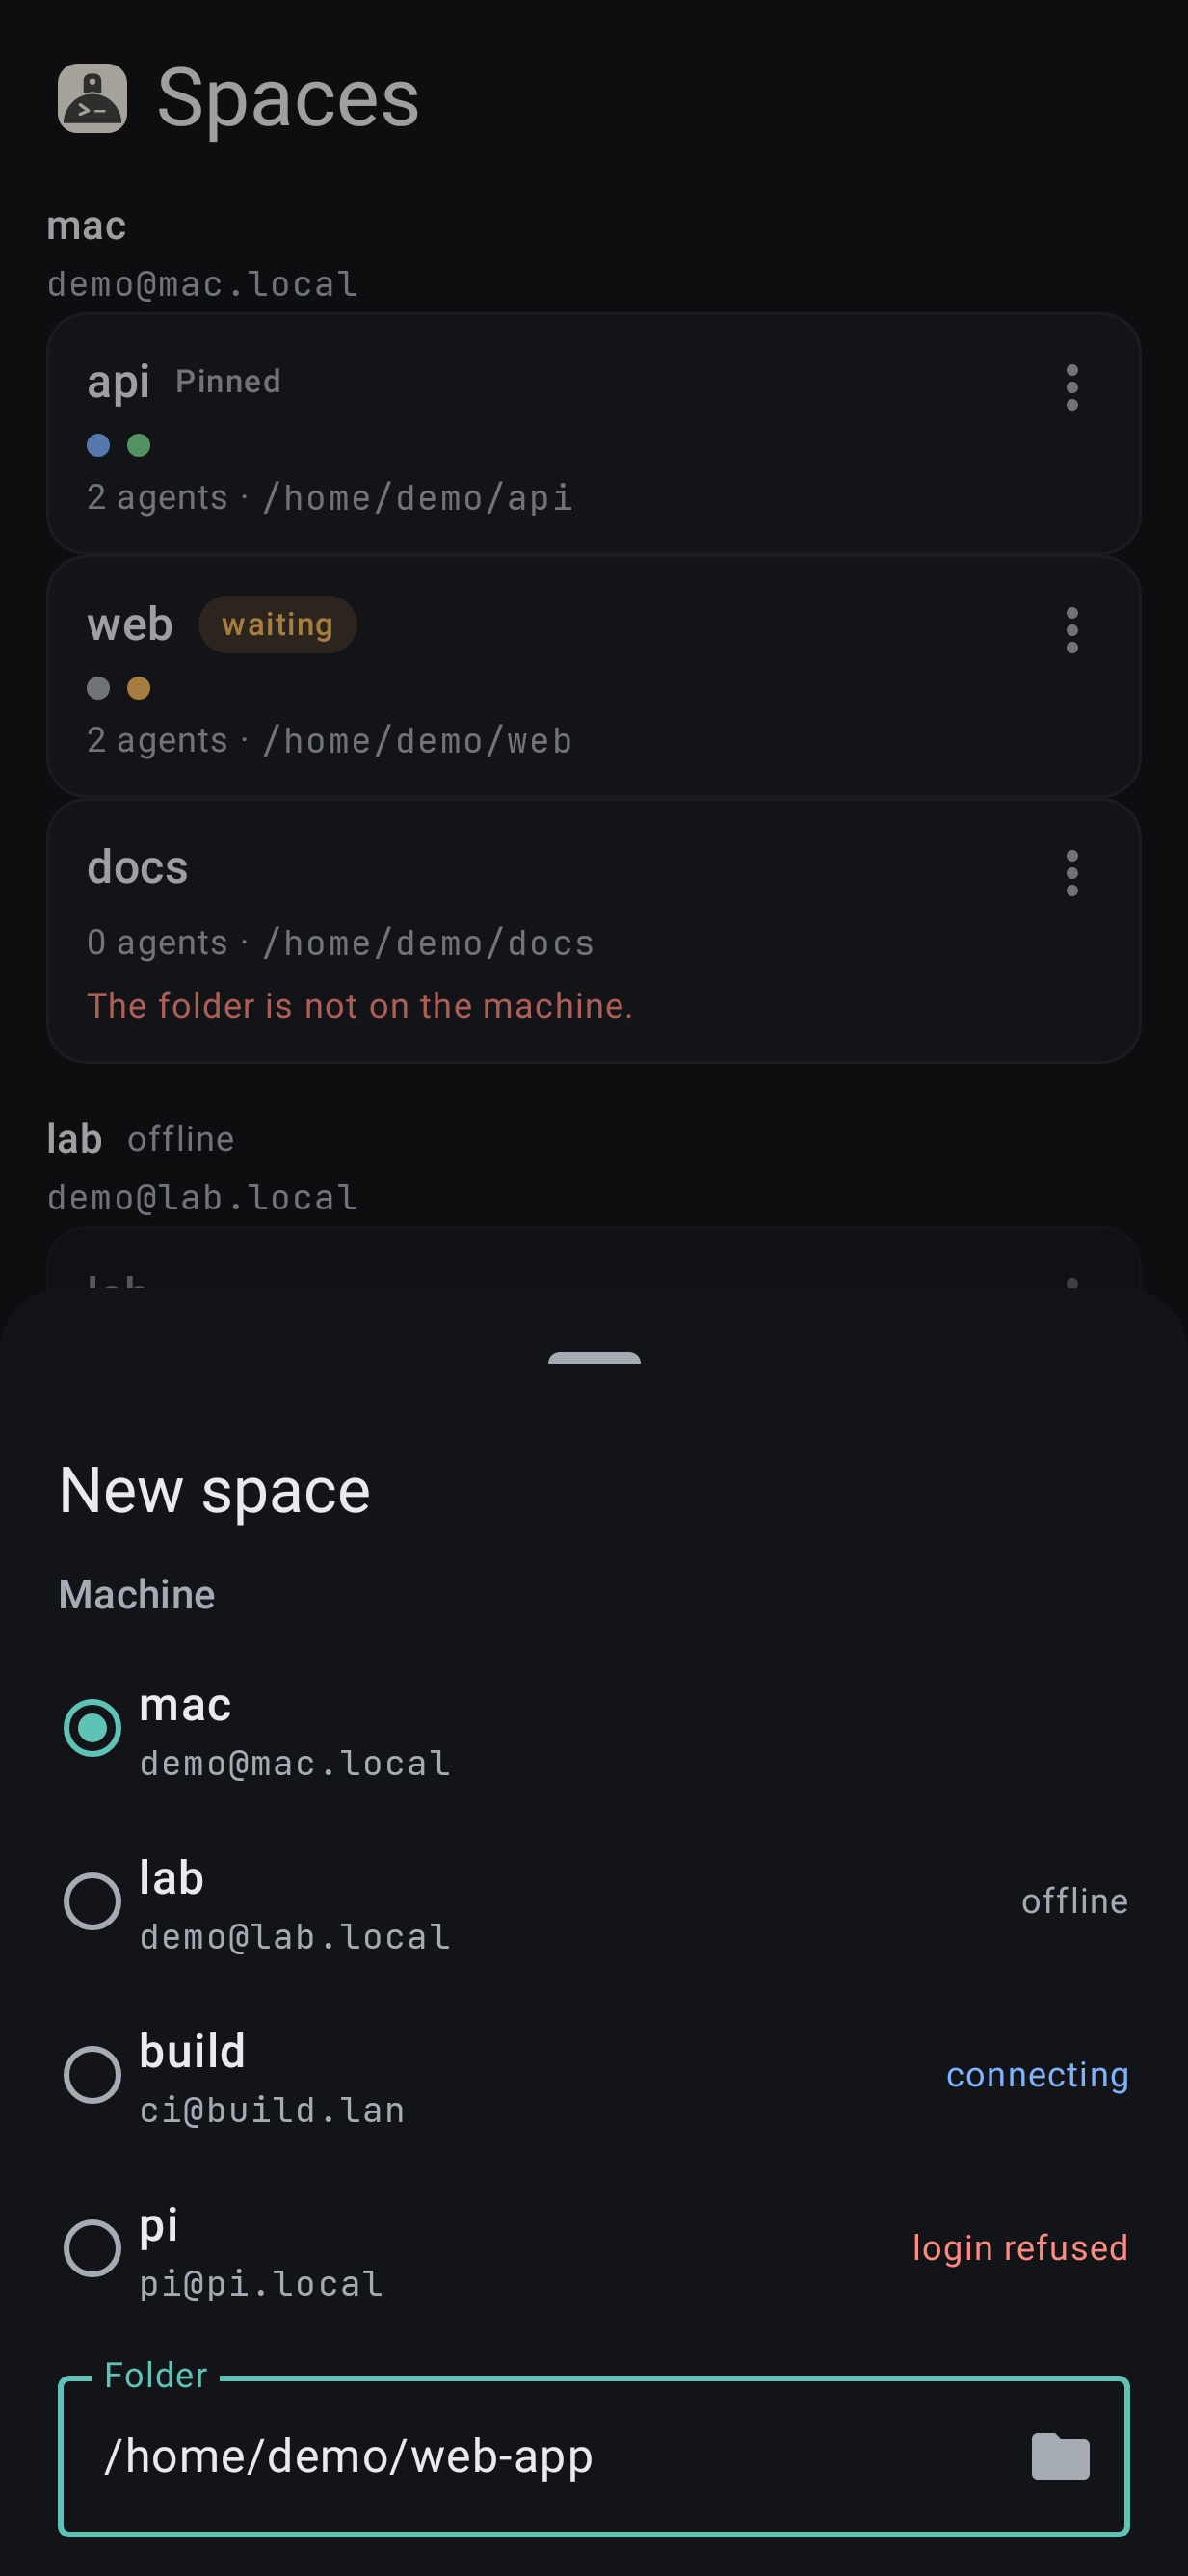 Spaces
mac
demo@mac.local
api Pinned
2 agents · /home/demo/api
web waiting
2 agents · /home/demo/web
docs
0 agents · /home/demo/docs
The folder is not on the machine.
lab offline
demo@lab.local
lab
New space
Machine
mac
demo@mac.local
lab
demo@lab.local
offline
build
ci@build.lan
connecting
pi
pi@pi.local
login refused
Folder
/home/demo/web-app